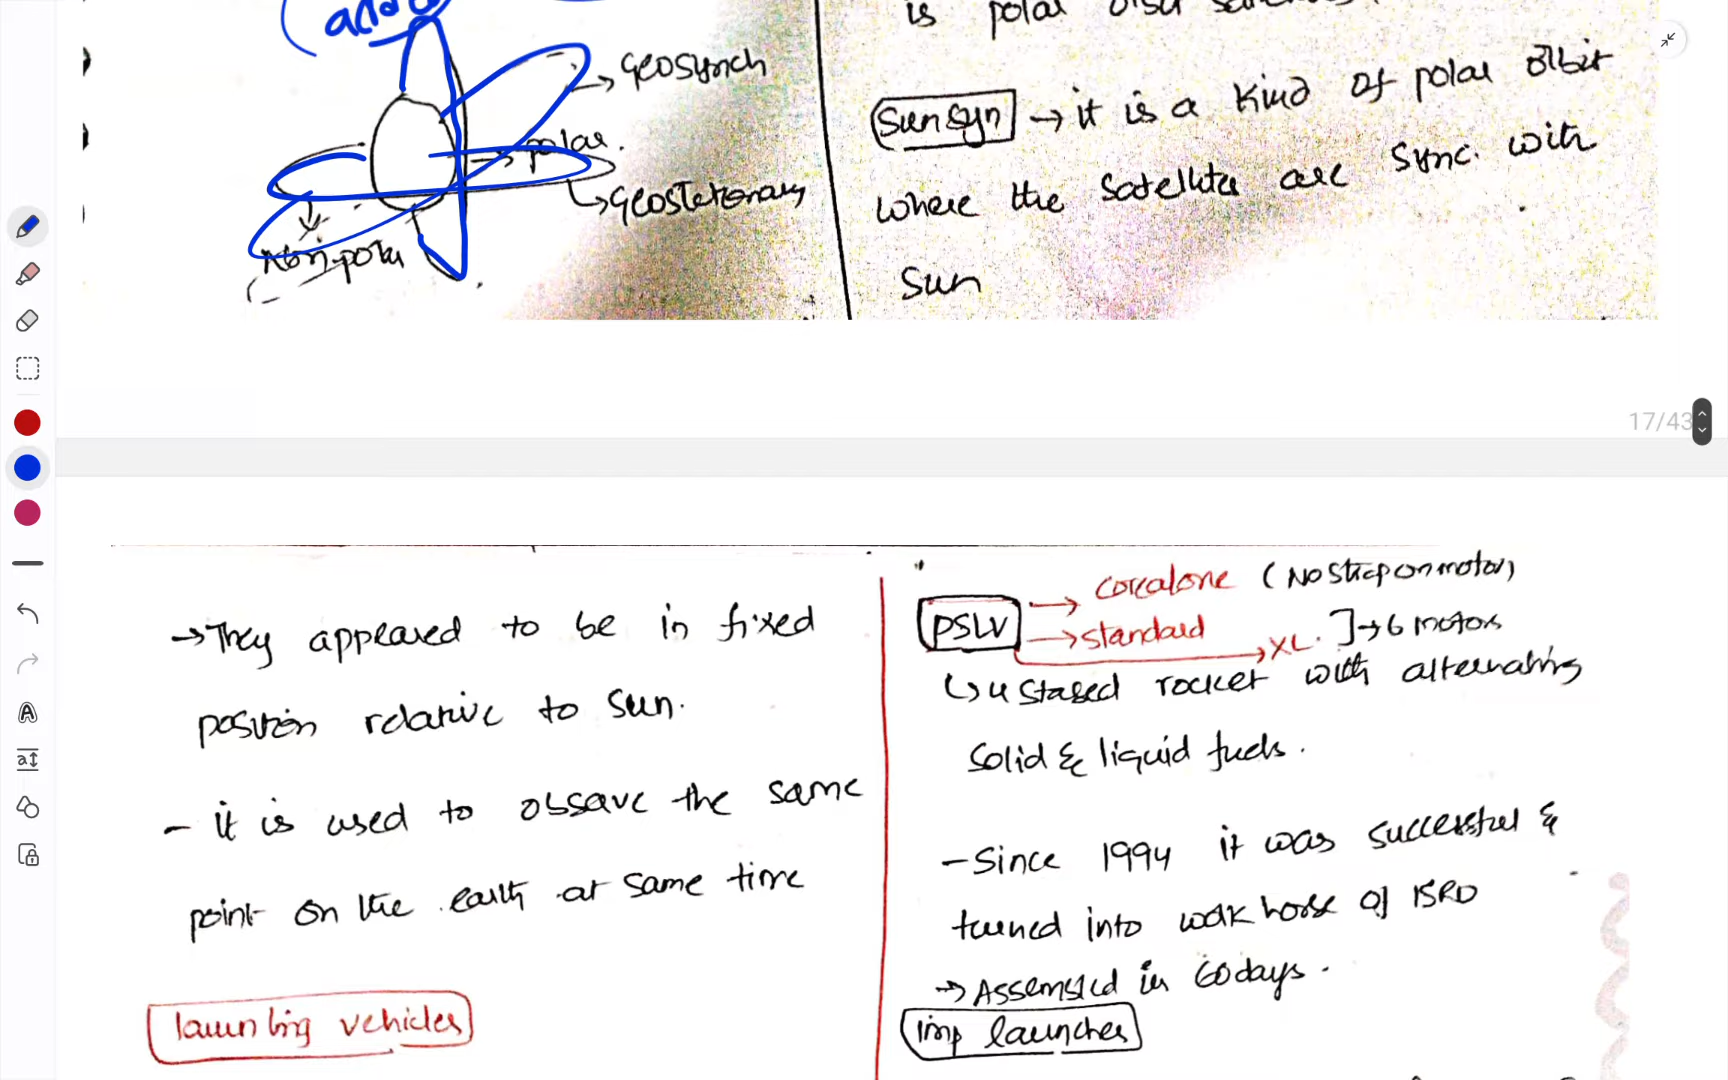 is polar
→ Geosynch
→ polar.
↳ Geostetionary
Non-polar
Sunsyn → it is a kind of polar orbit
where the satellites are sync. with
Sun
17/43
→ They appeared to be in fixed
position relative to Sun.
- it is used to obsave the same
point on the earth at same time
launching vehicles
PSLV → corealone (No strap on motor)
→ standard
→ XL. ] → 6 motors
↳ 4 staged rocket with alternating
solid & liquid fuels.
- Since 1994 it was successful &
turned into work horse of ISRO
→ Assembled in 60 days.
imp launches